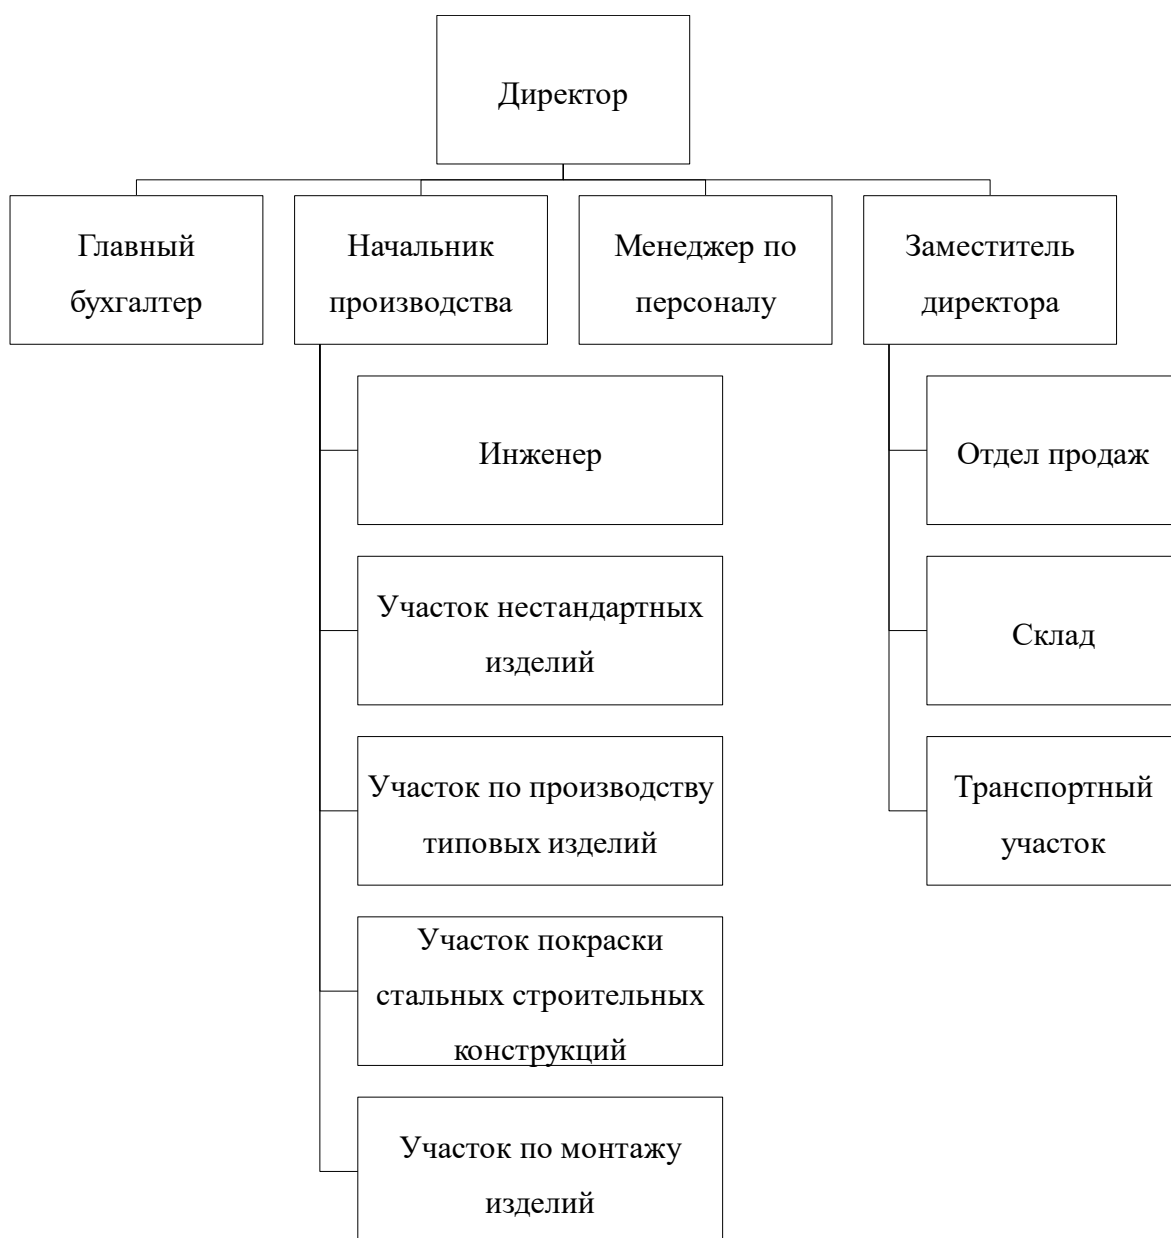 Директор
Главный
бухгалтер
Начальник
производства
Менеджер по
персоналу
Заместитель
директора
Инженер
Участок нестандартных
изделий
Участок по производству
типовых изделий
Участок покраски
стальных строительных
конструкций
Участок по монтажу
изделий
Отдел продаж
Склад
Транспортный
участок